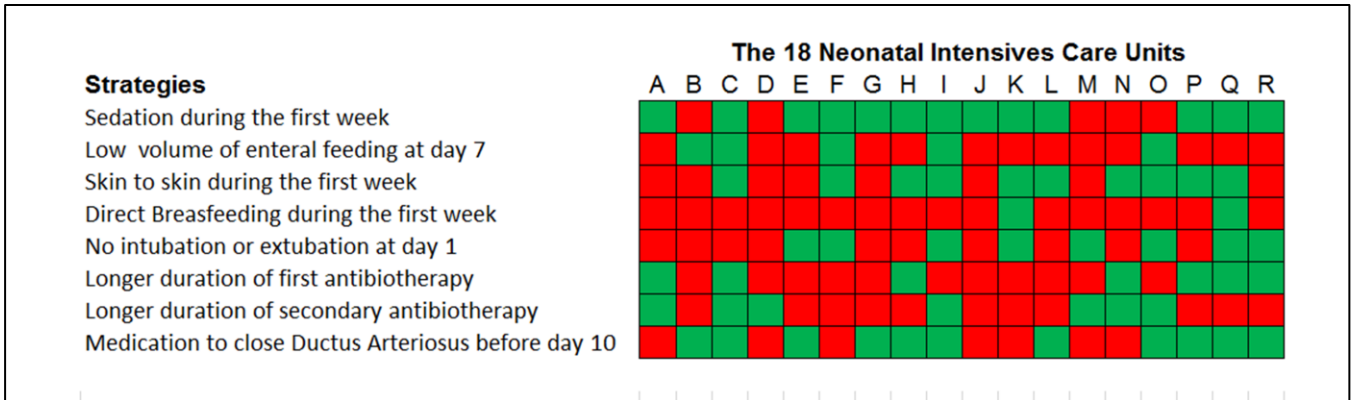 The 18 Neonatal Intensives Care Units
Strategies A B C D E F G H I J K L M N O P Q R
Sedation during the first week
Low volume of enteral feeding at day 7
Skin to skin during the first week
Direct Breasfeeding during the first week
No intubation or extubation at day 1
Longer duration of first antibiotherapy
Longer duration of secondary antibiotherapy
Medication to close Ductus Arteriosus before day 10